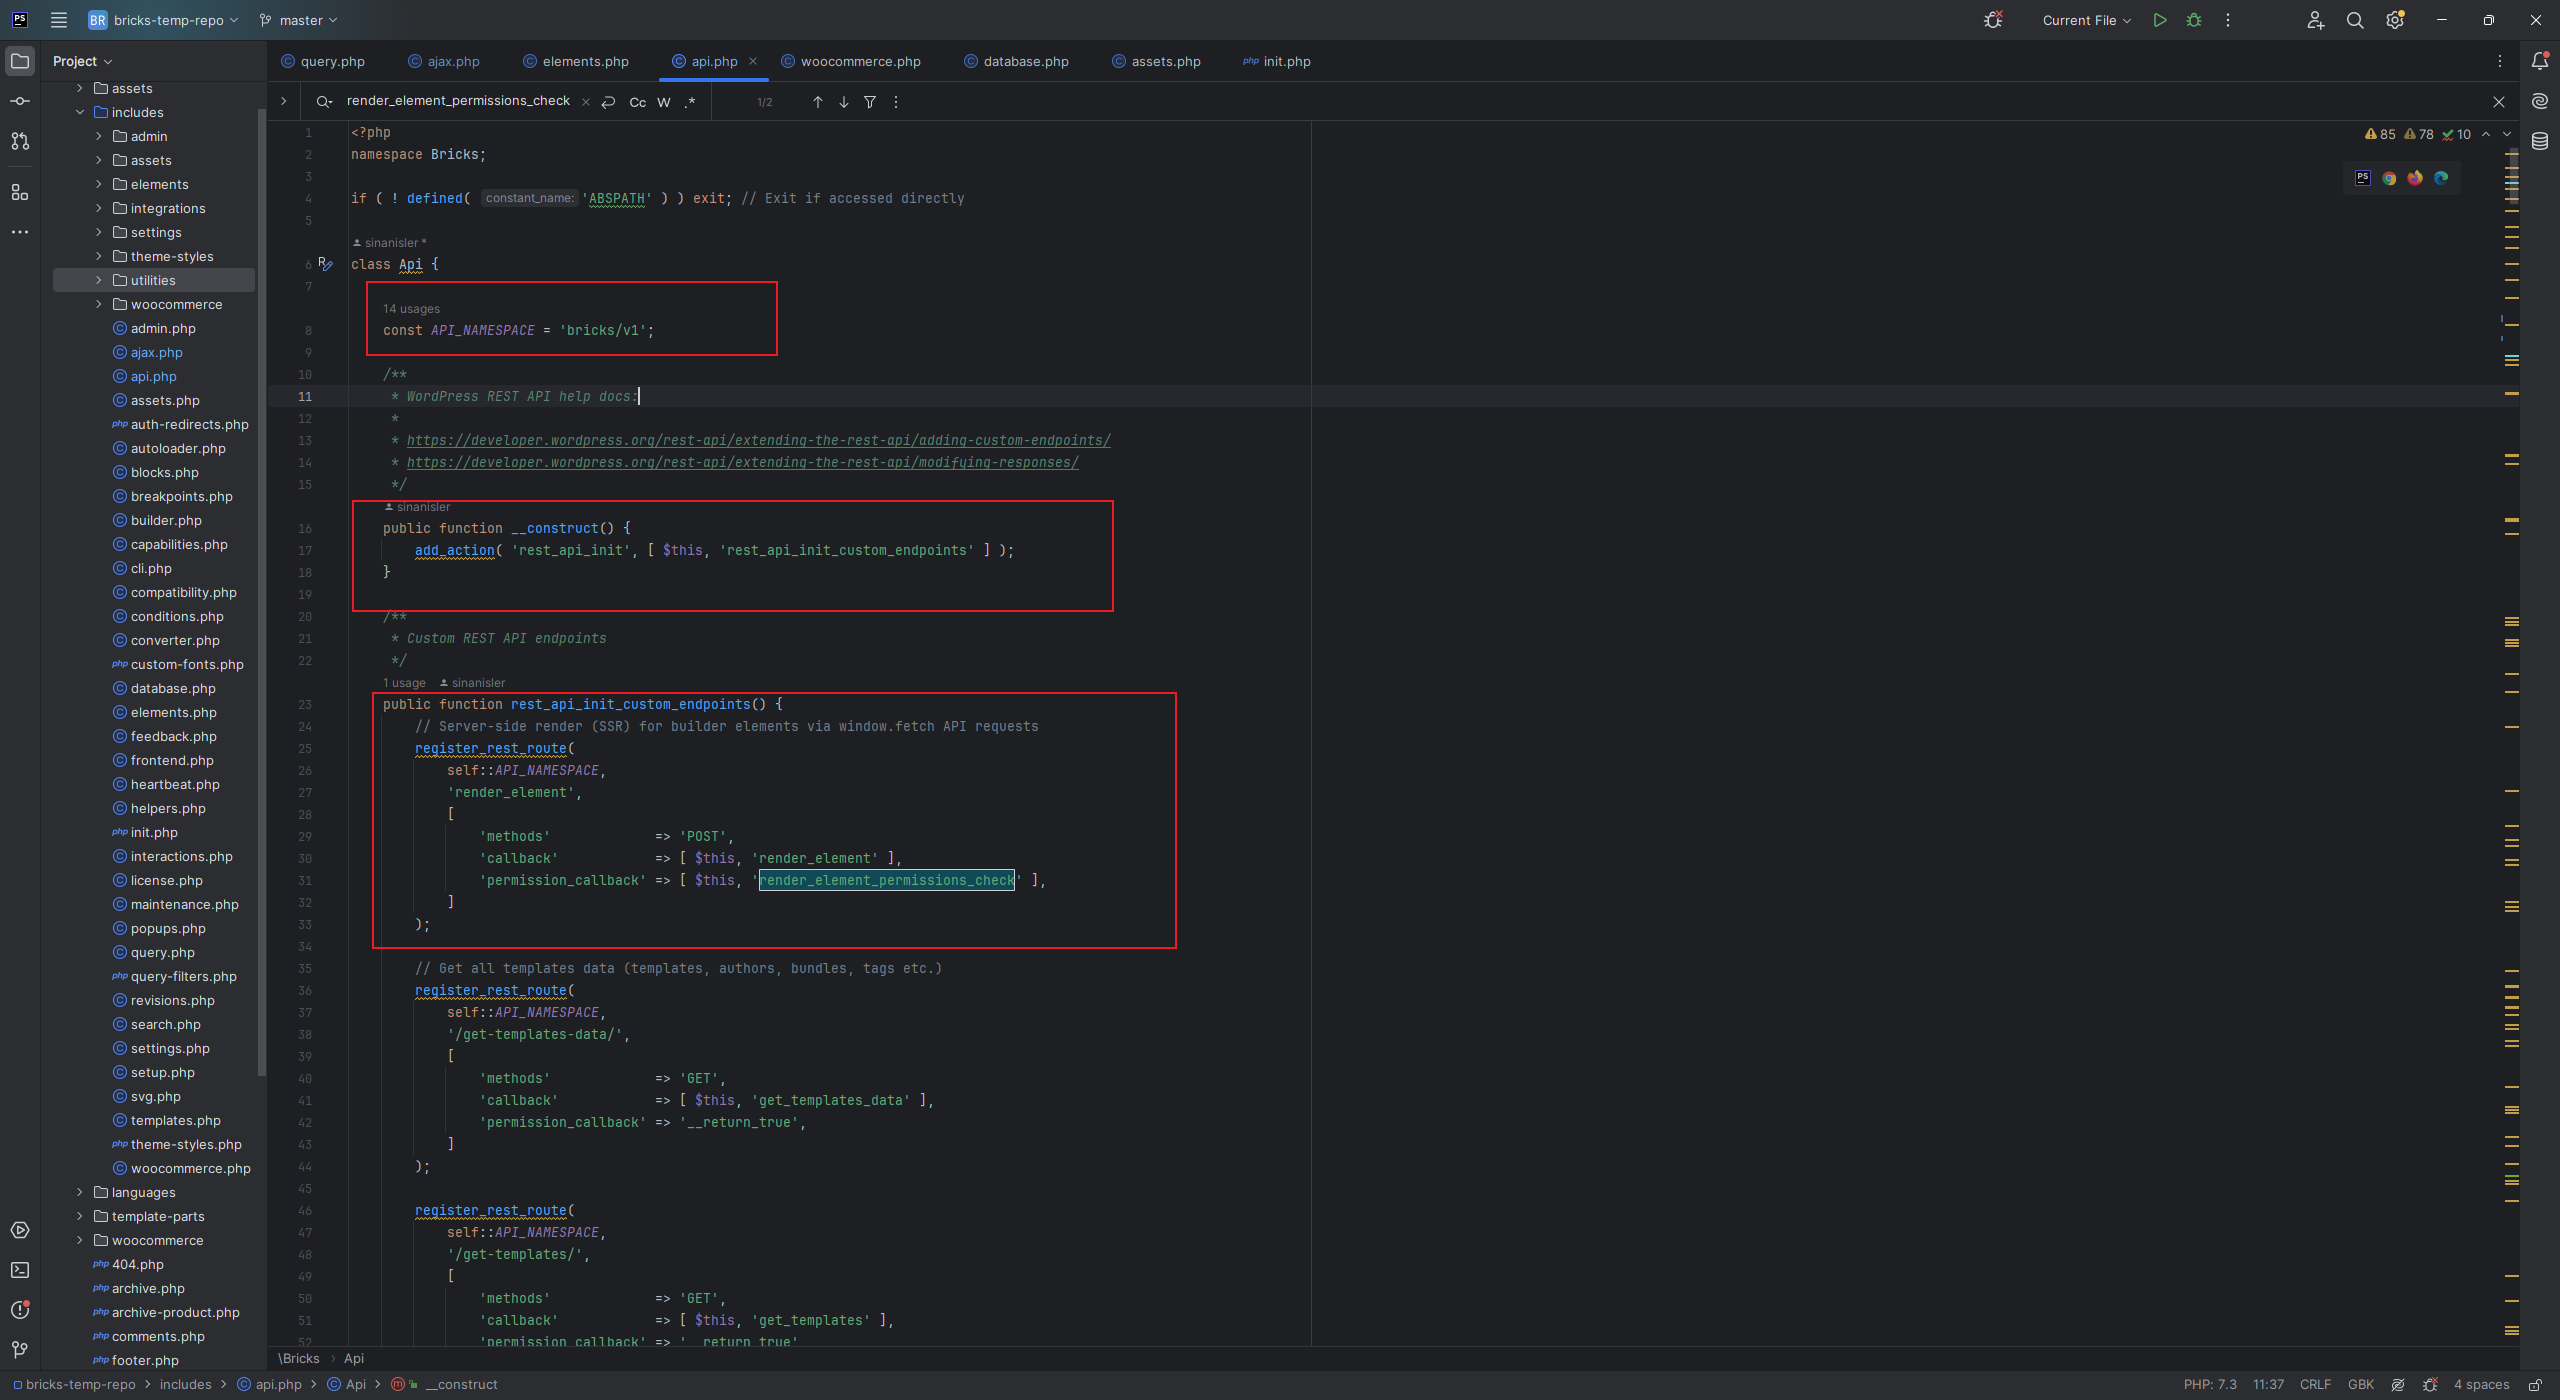 PS BR bricks-temp-repo master Current File
Project
query.php ajax.php elements.php api.php woocommerce.php database.php assets.php php init.php
render_element_permissions_check Cc W .* 1/2
assets
includes
admin
assets
elements
integrations
settings
theme-styles
utilities
woocommerce
admin.php
ajax.php
api.php
assets.php
php auth-redirects.php
autoloader.php
blocks.php
breakpoints.php
builder.php
capabilities.php
cli.php
compatibility.php
conditions.php
converter.php
php custom-fonts.php
database.php
elements.php
feedback.php
frontend.php
heartbeat.php
helpers.php
php init.php
interactions.php
license.php
maintenance.php
popups.php
query.php
php query-filters.php
revisions.php
search.php
settings.php
setup.php
svg.php
templates.php
php theme-styles.php
woocommerce.php
languages
template-parts
woocommerce
php 404.php
php archive.php
php archive-product.php
php comments.php
php footer.php
85 78 10
1 <?php
2 namespace Bricks;
3
4 if ( ! defined( constant_name: 'ABSPATH' ) ) exit; // Exit if accessed directly
5
sinanisler *
6 class Api {
7
14 usages
8 const API_NAMESPACE = 'bricks/v1';
9
10 /**
11 * WordPress REST API help docs:
12 *
13 * https://developer.wordpress.org/rest-api/extending-the-rest-api/adding-custom-endpoints/
14 * https://developer.wordpress.org/rest-api/extending-the-rest-api/modifying-responses/
15 */
sinanisler
16 public function __construct() {
17 add_action( 'rest_api_init', [ $this, 'rest_api_init_custom_endpoints' ] );
18 }
19
20 /**
21 * Custom REST API endpoints
22 */
1 usage sinanisler
23 public function rest_api_init_custom_endpoints() {
24 // Server-side render (SSR) for builder elements via window.fetch API requests
25 register_rest_route(
26 self::API_NAMESPACE,
27 'render_element',
28 [
29 'methods' => 'POST',
30 'callback' => [ $this, 'render_element' ],
31 'permission_callback' => [ $this, 'render_element_permissions_check' ],
32 ]
33 );
34
35 // Get all templates data (templates, authors, bundles, tags etc.)
36 register_rest_route(
37 self::API_NAMESPACE,
38 '/get-templates-data/',
39 [
40 'methods' => 'GET',
41 'callback' => [ $this, 'get_templates_data' ],
42 'permission_callback' => '__return_true',
43 ]
44 );
45
46 register_rest_route(
47 self::API_NAMESPACE,
48 '/get-templates/',
49 [
50 'methods' => 'GET',
51 'callback' => [ $this, 'get_templates' ],
52 'permission_callback' => '__return_true'
\Bricks › Api
bricks-temp-repo › includes › api.php › Api › __construct PHP: 7.3 11:37 CRLF GBK 4 spaces